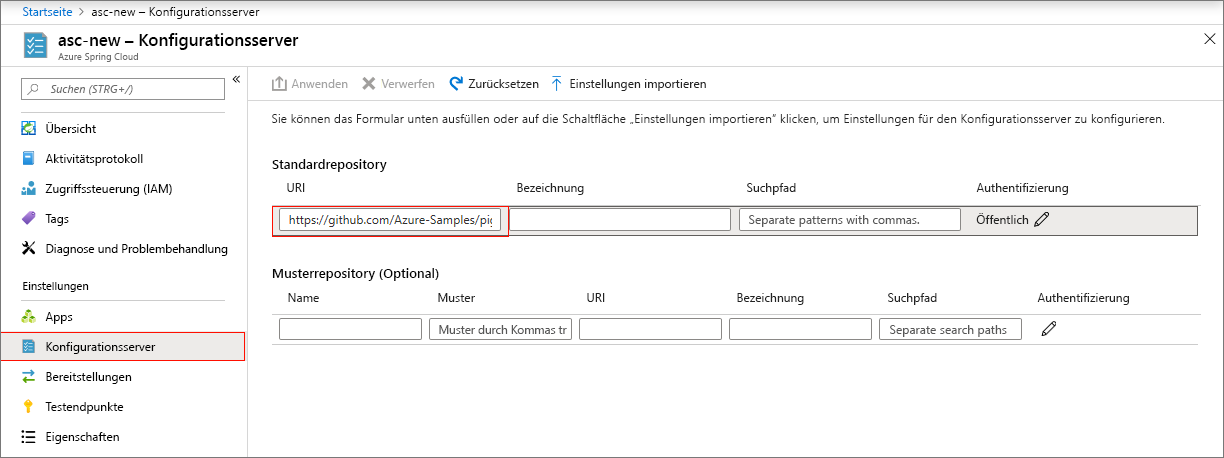 Startseite > asc-new – Konfigurationsserver
asc-new – Konfigurationsserver
Azure Spring Cloud
Suchen (STRG+/)
«
Übersicht
Aktivitätsprotokoll
Zugriffssteuerung (IAM)
Tags
Diagnose und Problembehandlung
Einstellungen
Apps
Konfigurationsserver
Bereitstellungen
Testendpunkte
Eigenschaften
Anwenden Verwerfen Zurücksetzen Einstellungen importieren
Sie können das Formular unten ausfüllen oder auf die Schaltfläche „Einstellungen importieren“ klicken, um Einstellungen für den Konfigurationsserver zu konfigurieren.
Standardrepository
URI Bezeichnung Suchpfad Authentifizierung
https://github.com/Azure-Samples/pig Separate patterns with commas. Öffentlich
Musterrepository (Optional)
Name Muster URI Bezeichnung Suchpfad Authentifizierung
Muster durch Kommas tr Separate search paths